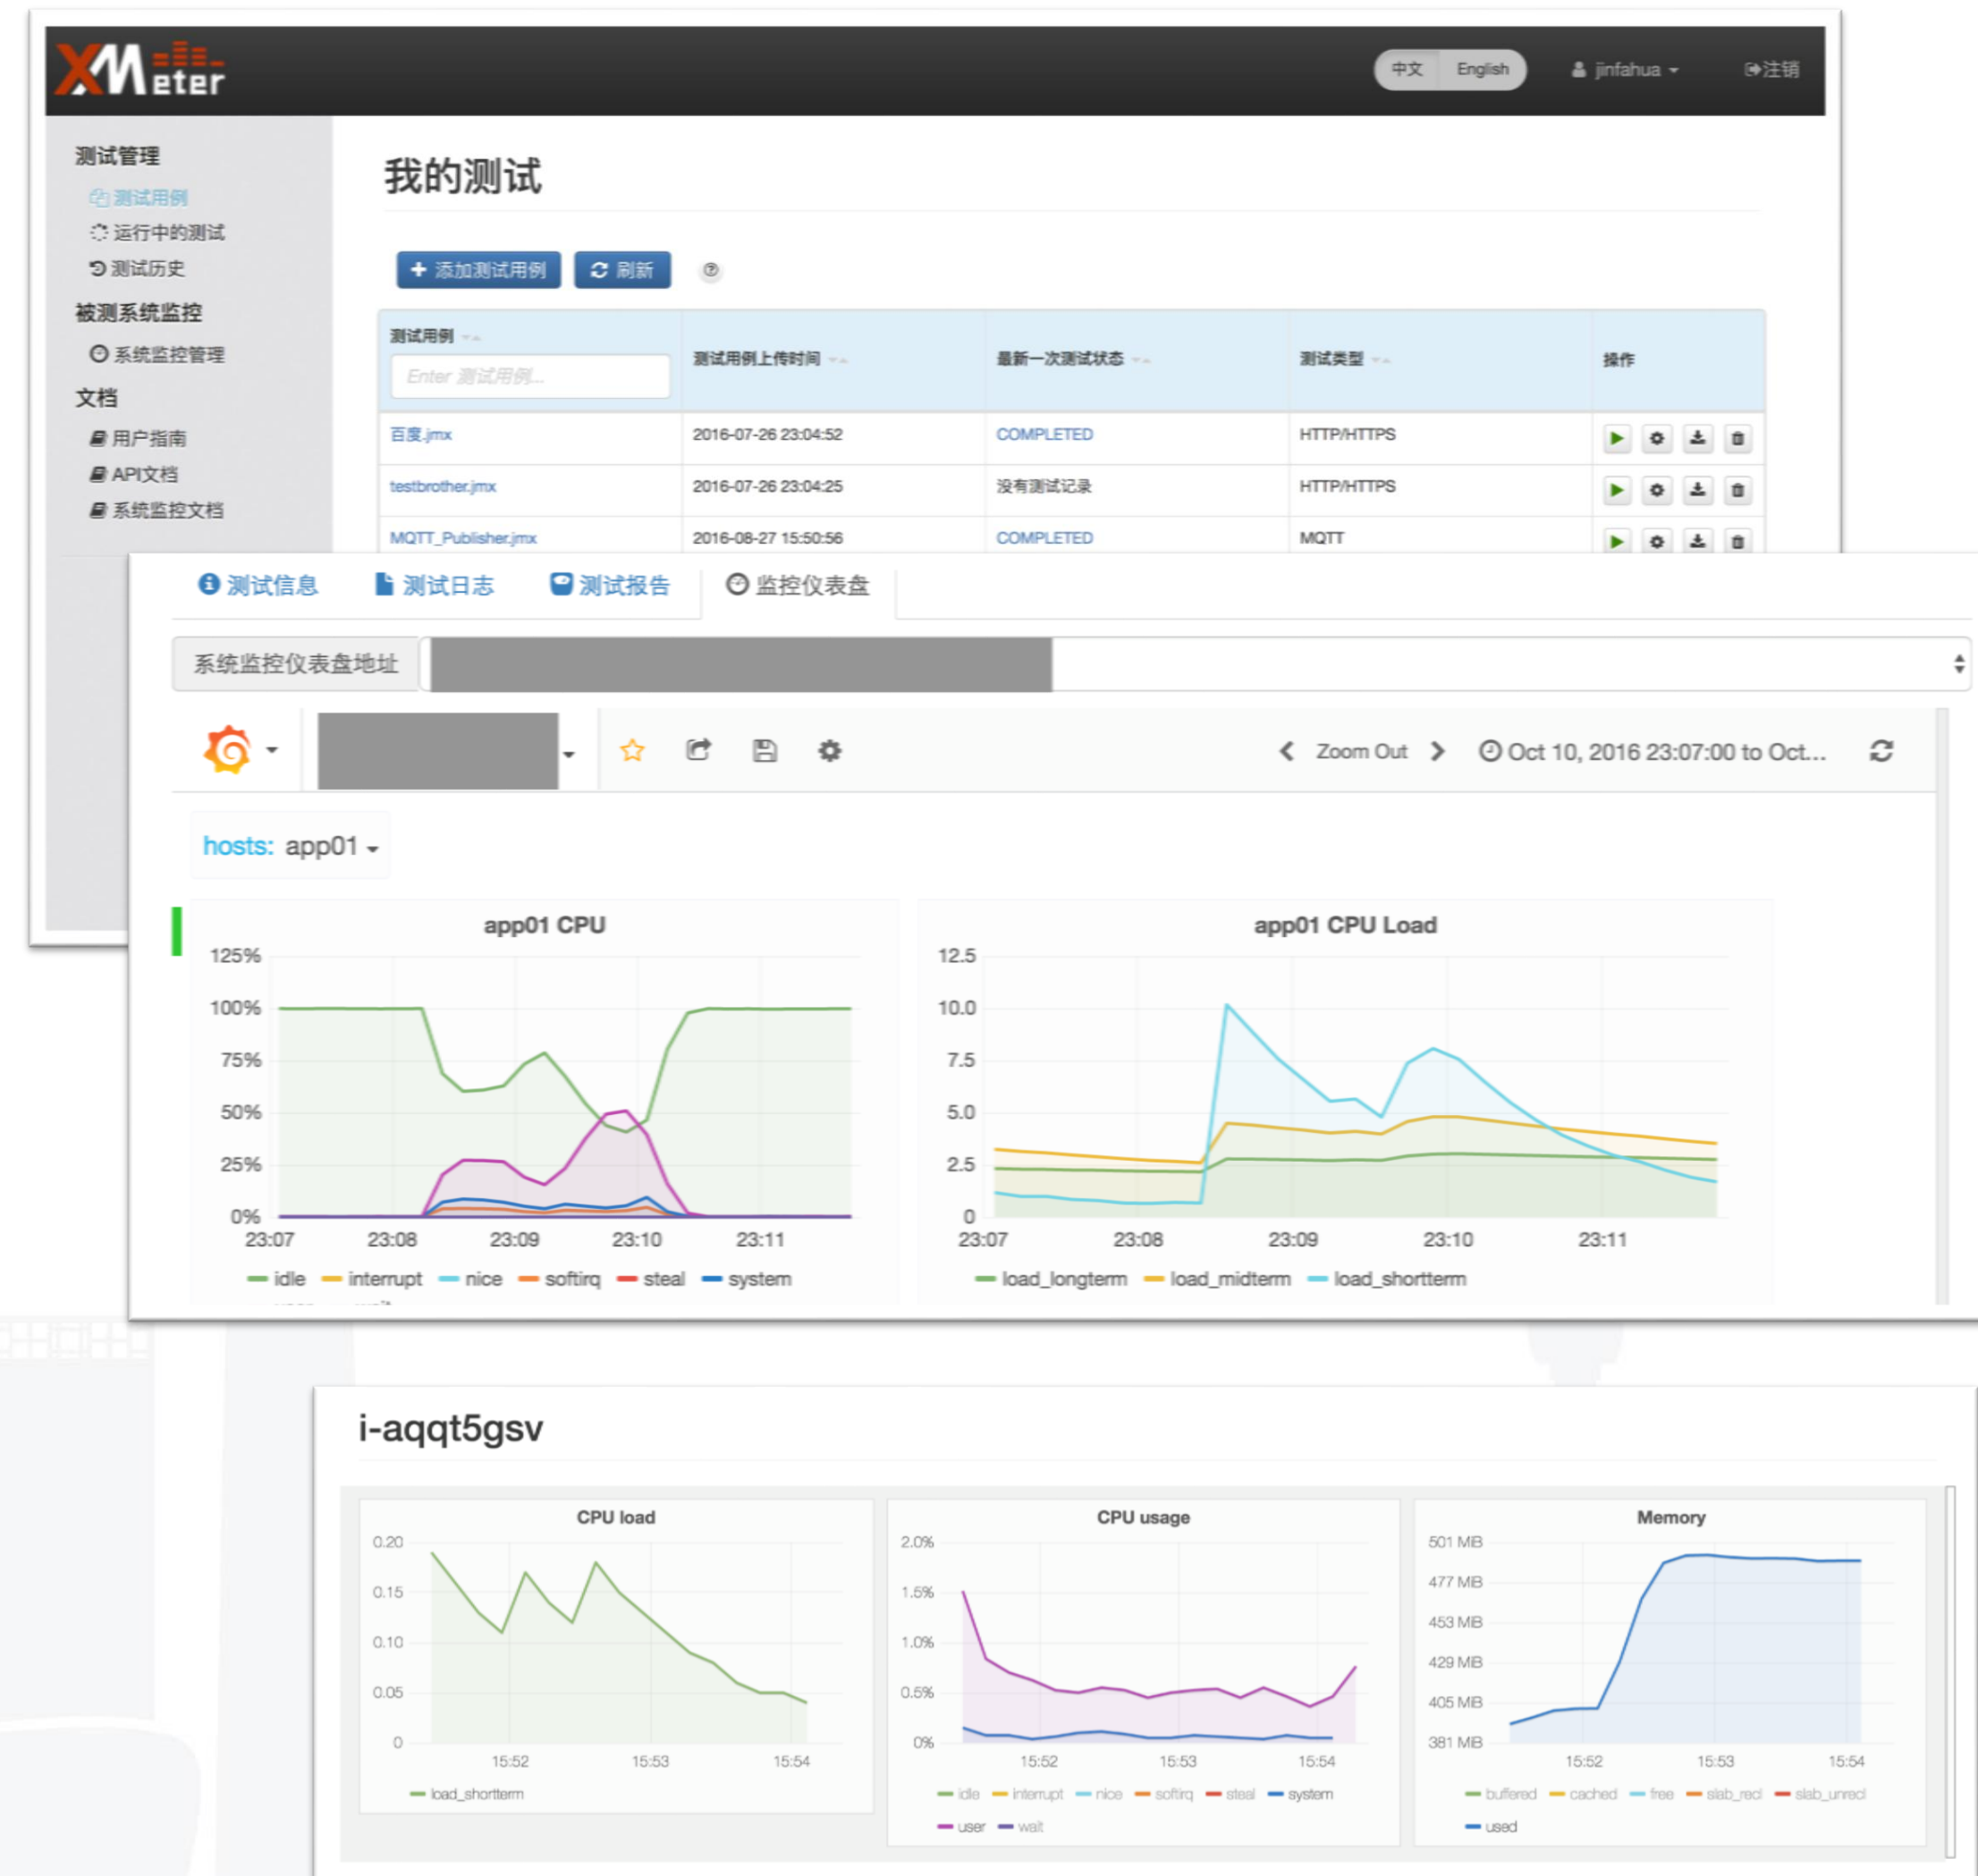 XMeter
中文 English jinfahua 注销
测试管理
测试用例
运行中的测试
测试历史
被测系统监控
系统监控管理
文档
用户指南
API文档
系统监控文档
我的测试
添加测试用例 刷新 ?
测试用例 测试用例上传时间 最新一次测试状态 测试类型 操作
Enter 测试用例...
百度.jmx 2016-07-26 23:04:52 COMPLETED HTTP/HTTPS
testbrother.jmx 2016-07-26 23:04:25 没有测试记录 HTTP/HTTPS
MQTT_Publisher.jmx 2016-08-27 15:50:56 COMPLETED MQTT
测试信息 测试日志 测试报告 监控仪表盘
系统监控仪表盘地址
Zoom Out Oct 10, 2016 23:07:00 to Oct...
hosts: app01
app01 CPU
125%
100%
75%
50%
25%
0%
23:07 23:08 23:09 23:10 23:11
idle interrupt nice softirq steal system
app01 CPU Load
12.5
10.0
7.5
5.0
2.5
0
23:07 23:08 23:09 23:10 23:11
load_longterm load_midterm load_shortterm
i-aqqt5gsv
CPU load
0.20
0.15
0.10
0.05
0
15:52 15:53 15:54
load_shortterm
CPU usage
2.0%
1.5%
1.0%
0.5%
0%
15:52 15:53 15:54
idle interrupt nice softirq steal system
user wait
Memory
501 MiB
477 MiB
453 MiB
429 MiB
405 MiB
381 MiB
15:52 15:53 15:54
buffered cached free slab_recl slab_unrecl
used